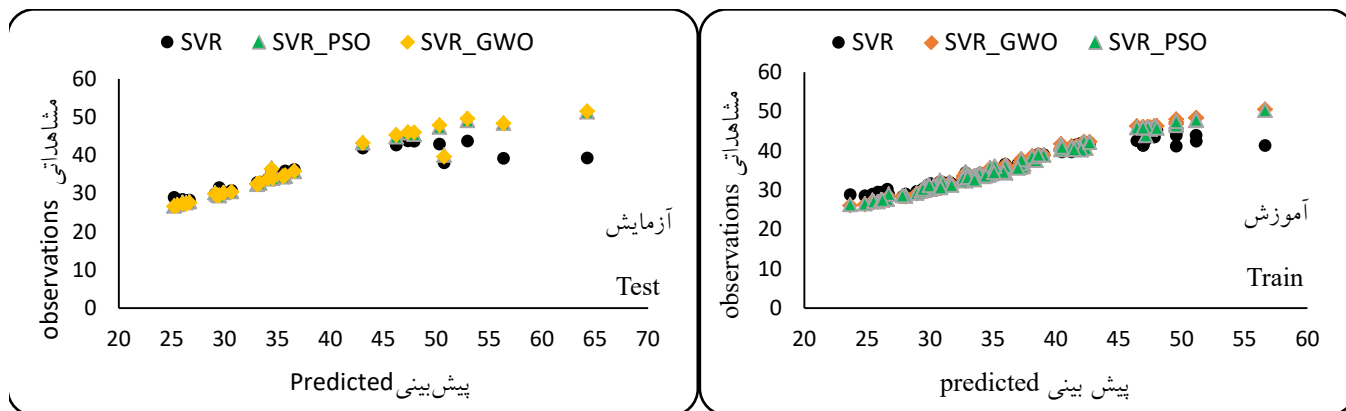 SVR SVR_PSO SVR_GWO
60
50
40
30
20
10
0
20 25 30 35 40 45 50 55 60 65 70
observations مشاهداتی
آزمایش
Test
Predicted پیش‌بینی
SVR SVR_GWO SVR_PSO
60
50
40
30
20
10
0
20 25 30 35 40 45 50 55 60
observations مشاهداتی
آموزش
Train
predicted پیش بینی